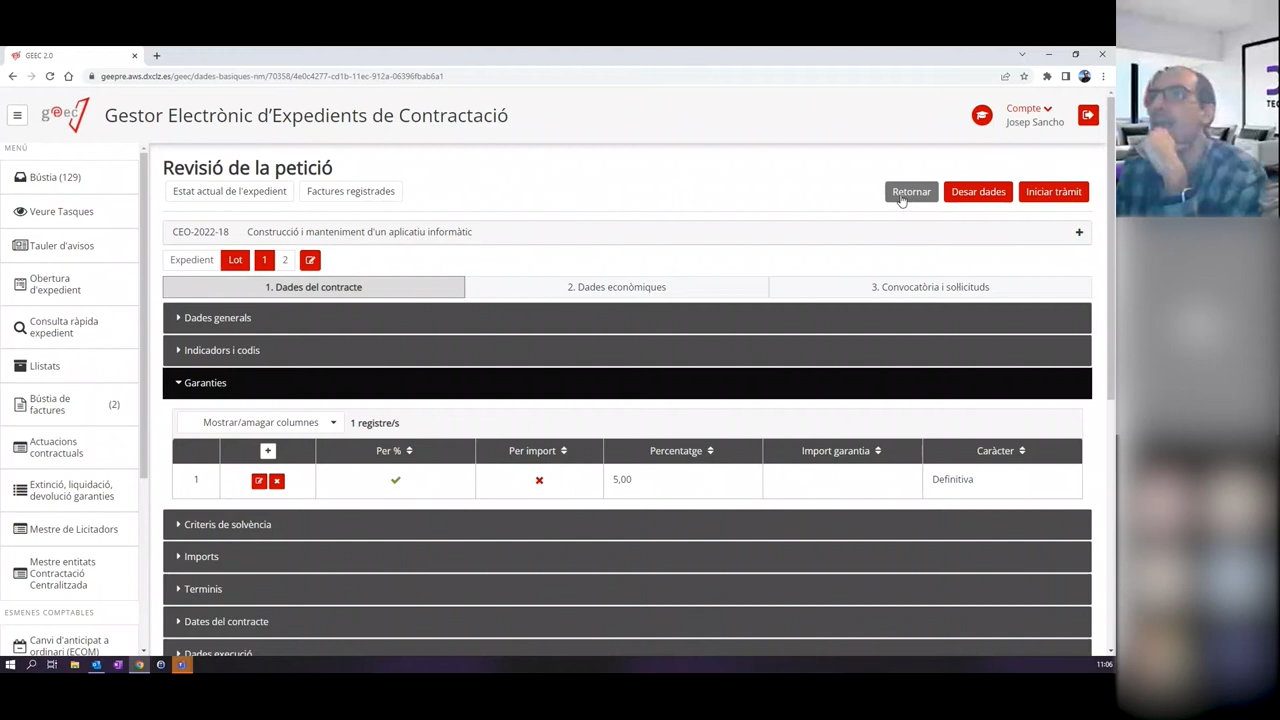 GEEC 2.0
geepre.aws.dxclz.es/geec/dades-basiques-nm/70358/4e0c4277-cd1b-11ec-912a-06396fbab6a1
geec
Gestor Electrònic d'Expedients de Contractació
Compte
Josep Sancho
MENÚ
Bústia (129)
Veure Tasques
Tauler d'avisos
Obertura
d'expedient
Consulta ràpida
expedient
Llistats
Bústia de
factures (2)
Actuacions
contractuals
Extinció, liquidació,
devolució garanties
Mestre de Licitadors
Mestre entitats
Contractació
Centralitzada
ESMENES COMPTABLES
Canvi d'anticipat a
ordinari (ECOM)
Revisió de la petició
Estat actual de l'expedient Factures registrades
Retornar Desar dades Iniciar tràmit
CEO-2022-18 Construcció i manteniment d'un aplicatiu informàtic +
Expedient Lot 1 2
1. Dades del contracte 2. Dades econòmiques 3. Convocatòria i sol·licituds
Dades generals
Indicadors i codis
Garanties
Mostrar/amagar columnes 1 registre/s
+ Per % Per import Percentatge Import garantia Caràcter
1 5,00 Definitiva
Criteris de solvència
Imports
Terminis
Dates del contracte
Dades execució
11:06
TEC